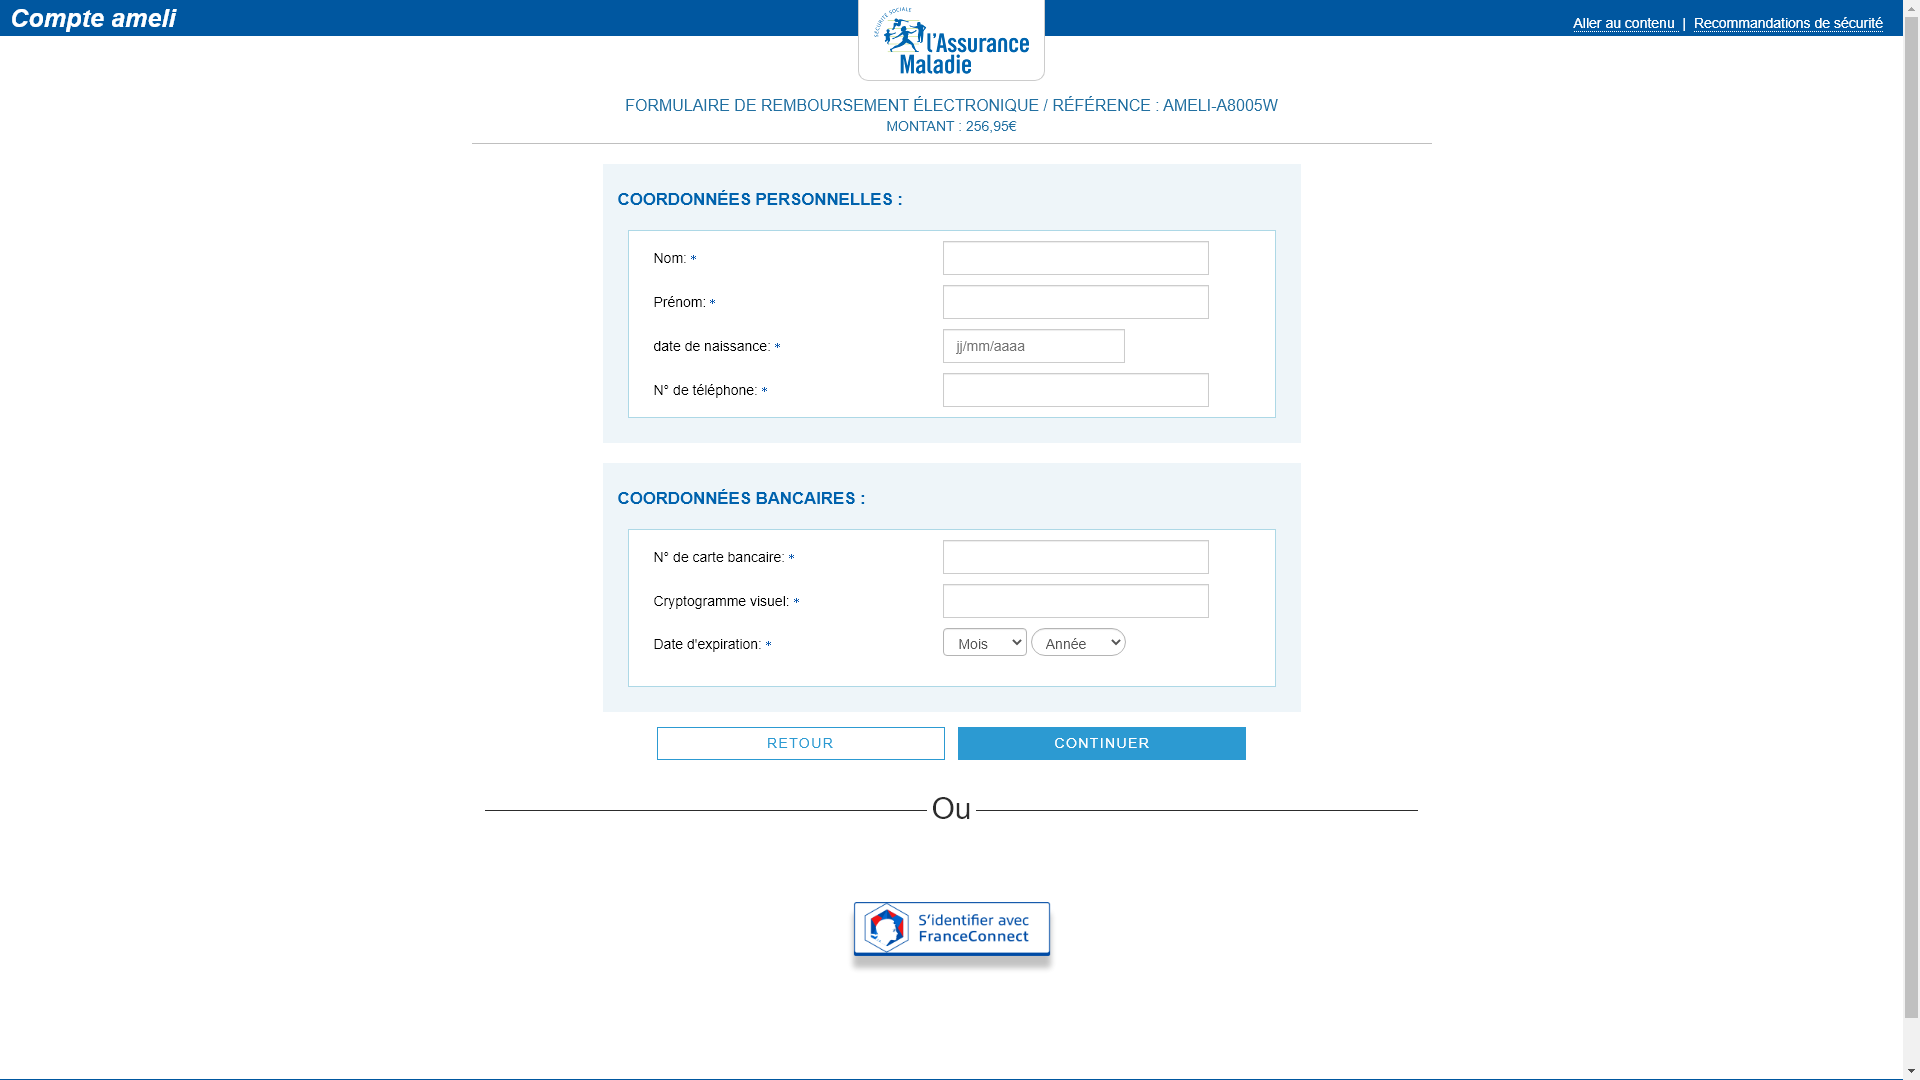 Compte ameli
Aller au contenu | Recommandations de sécurité
SÉCURITÉ SOCIALE
l'Assurance
Maladie
FORMULAIRE DE REMBOURSEMENT ÉLECTRONIQUE / RÉFÉRENCE : AMELI-A8005W
MONTANT : 256,95€
COORDONNÉES PERSONNELLES :
Nom: *
Prénom: *
date de naissance: * jj/mm/aaaa
N° de téléphone: *
COORDONNÉES BANCAIRES :
N° de carte bancaire: *
Cryptogramme visuel: *
Date d'expiration: * Mois Année
RETOUR CONTINUER
Ou
S'identifier avec
FranceConnect